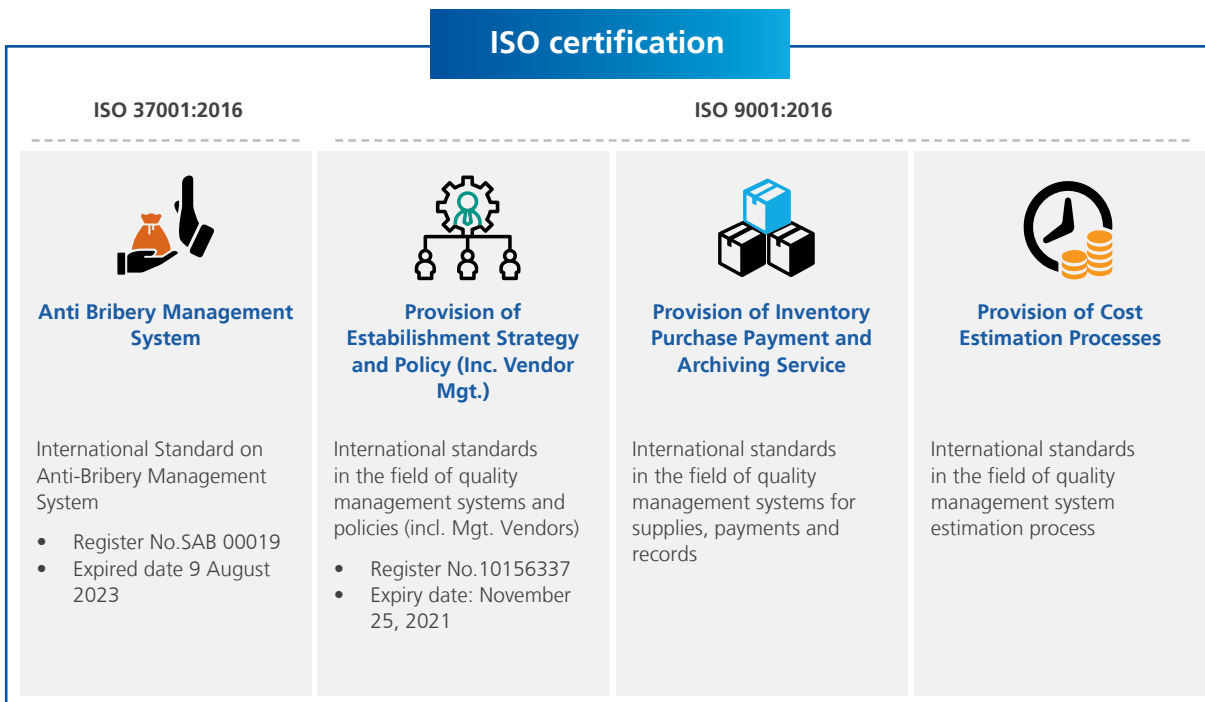 ISO certification
ISO 37001:2016
ISO 9001:2016
Anti Bribery Management
System
International Standard on
Anti-Bribery Management
System
• Register No.SAB 00019
• Expired date 9 August
2023
Provision of
Estabilishment Strategy
and Policy (Inc. Vendor
Mgt.)
International standards
in the field of quality
management systems and
policies (incl. Mgt. Vendors)
• Register No.10156337
• Expiry date: November
25, 2021
Provision of Inventory
Purchase Payment and
Archiving Service
International standards
in the field of quality
management systems for
supplies, payments and
records
Provision of Cost
Estimation Processes
International standards
in the field of quality
management system
estimation process